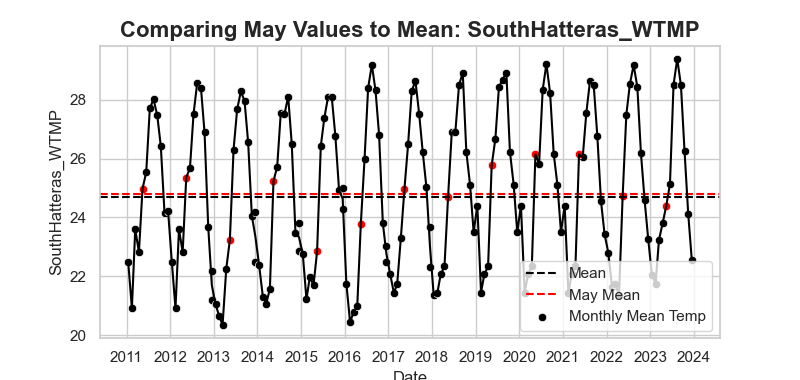 Comparing May Values to Mean: SouthHatteras_WTMP
SouthHatteras_WTMP
28
26
24
22
20
Mean
May Mean
Monthly Mean Temp
2011 2012 2013 2014 2015 2016 2017 2018 2019 2020 2021 2022 2023 2024
Date